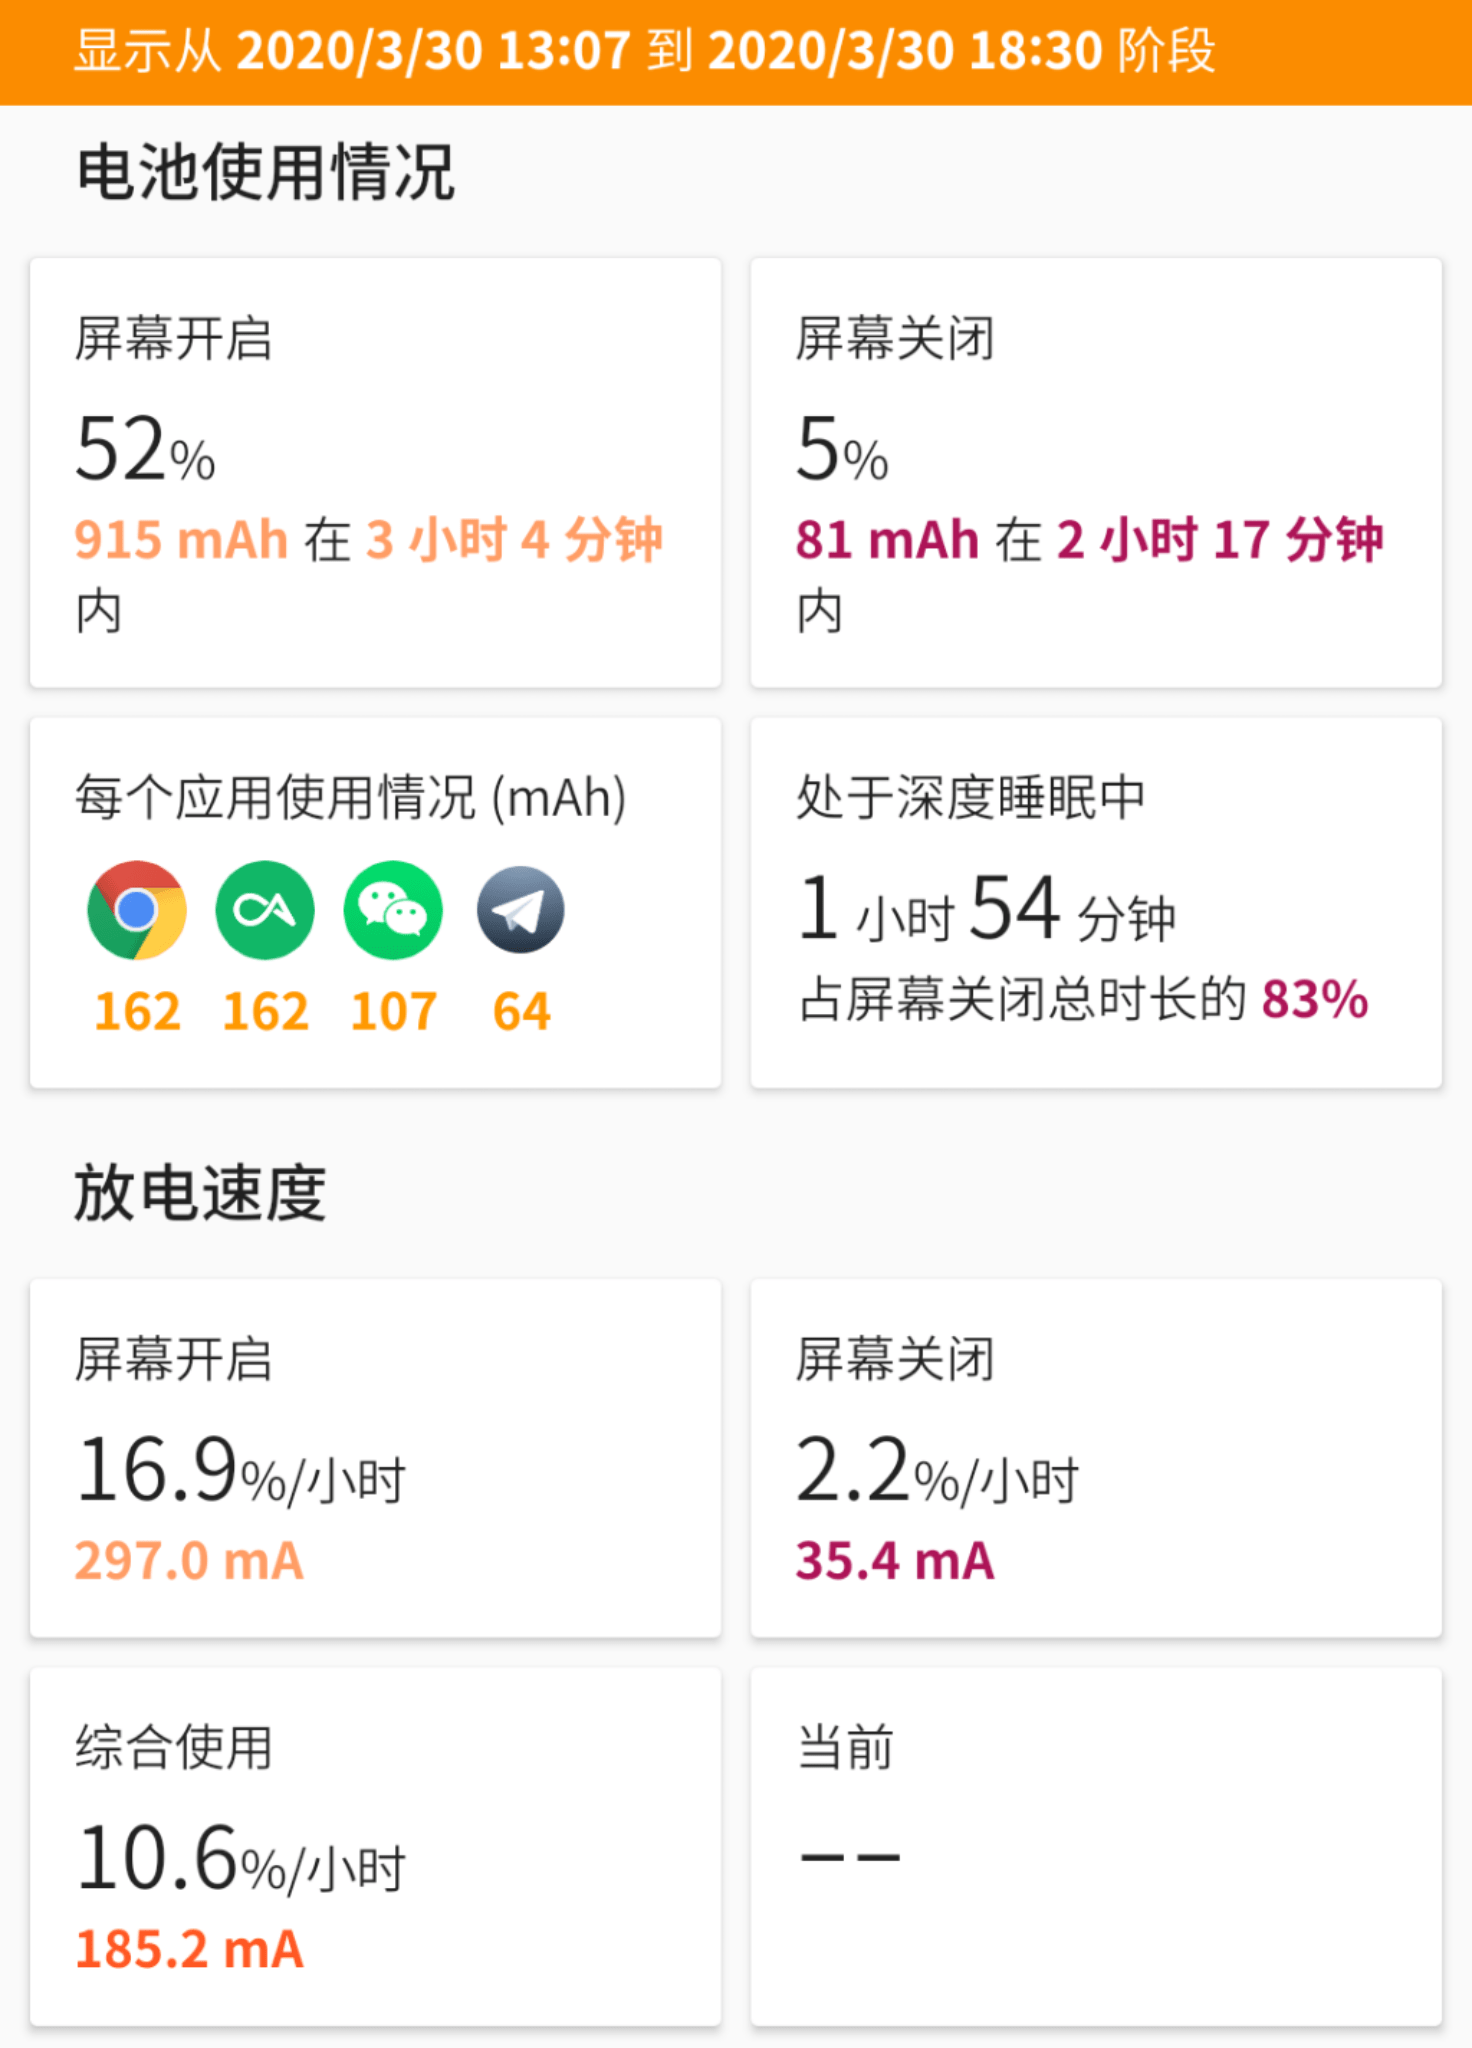 显示从 2020/3/30 13:07 到 2020/3/30 18:30 阶段
电池使用情况
屏幕开启
52%
915 mAh 在 3 小时 4 分钟
内
屏幕关闭
5%
81 mAh 在 2 小时 17 分钟
内
每个应用使用情况 (mAh)
162 162 107 64
处于深度睡眠中
1 小时 54 分钟
占屏幕关闭总时长的 83%
放电速度
屏幕开启
16.9%/小时
297.0 mA
屏幕关闭
2.2%/小时
35.4 mA
综合使用
10.6%/小时
185.2 mA
当前
––